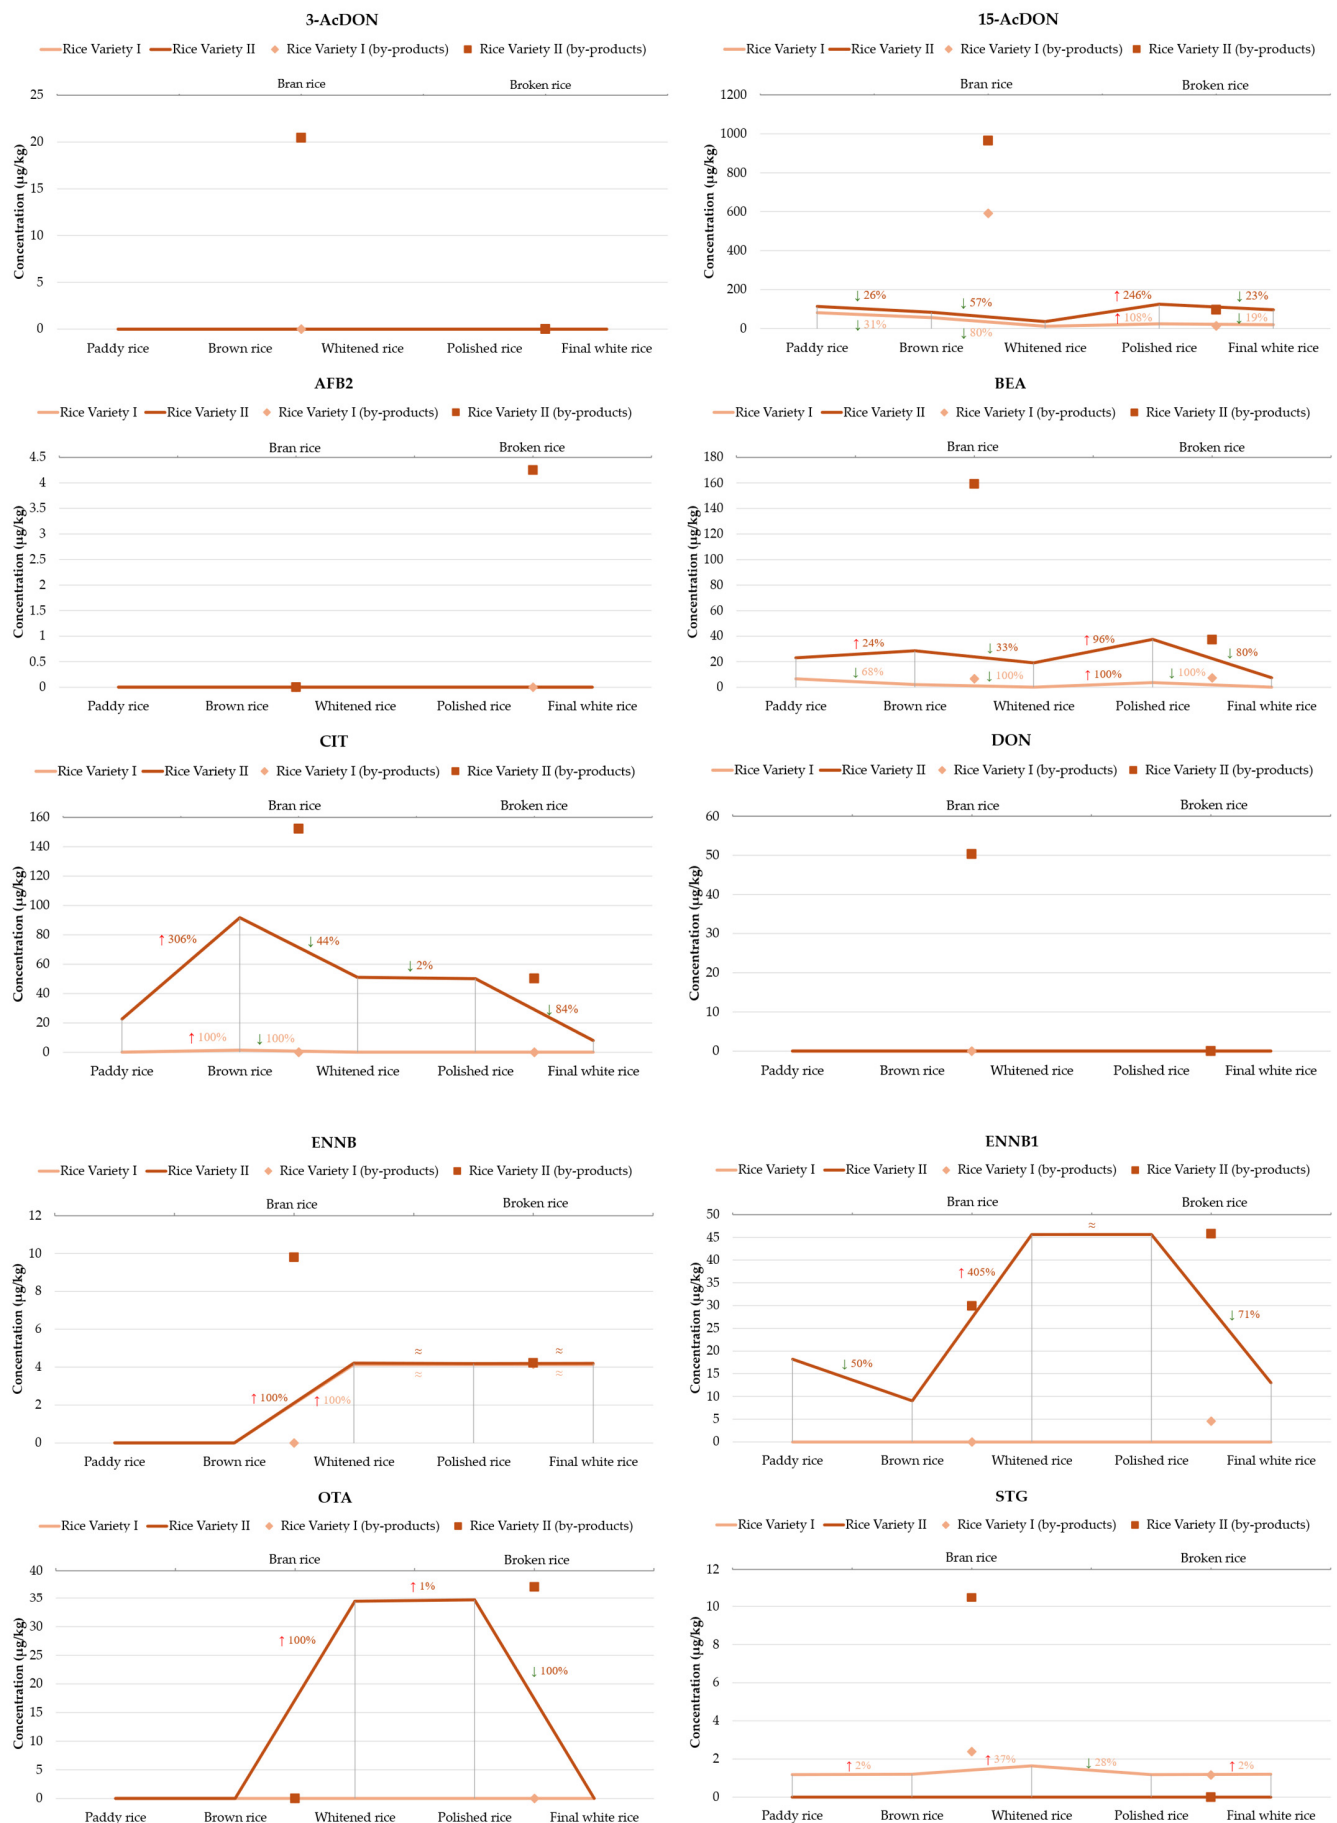 3-AcDON
Rice Variety I Rice Variety II Rice Variety I (by-products) Rice Variety II (by-products)
Bran rice Broken rice
Concentration (µg/kg)
25
20
15
10
5
0
Paddy rice Brown rice Whitened rice Polished rice Final white rice
15-AcDON
Rice Variety I Rice Variety II Rice Variety I (by-products) Rice Variety II (by-products)
Bran rice Broken rice
Concentration (µg/kg)
1200
1000
800
600
400
200
0
↓ 26% ↓ 57% ↑ 246% ↓ 23%
↓ 31% ↓ 80% ↑ 108% ↓ 19%
Paddy rice Brown rice Whitened rice Polished rice Final white rice
AFB2
Rice Variety I Rice Variety II Rice Variety I (by-products) Rice Variety II (by-products)
Bran rice Broken rice
Concentration (µg/kg)
4.5
4
3.5
3
2.5
2
1.5
1
0.5
0
Paddy rice Brown rice Whitened rice Polished rice Final white rice
BEA
Rice Variety I Rice Variety II Rice Variety I (by-products) Rice Variety II (by-products)
Bran rice Broken rice
Concentration (µg/kg)
180
160
140
120
100
80
60
40
20
0
↑ 24% ↓ 33% ↑ 96% ↓ 80%
↓ 68% ↓ 100% ↑ 100% ↓ 100%
Paddy rice Brown rice Whitened rice Polished rice Final white rice
CIT
Rice Variety I Rice Variety II Rice Variety I (by-products) Rice Variety II (by-products)
Bran rice Broken rice
Concentration (µg/kg)
160
140
120
100
80
60
40
20
0
↑ 306% ↓ 44% ↓ 2% ↓ 84%
↑ 100% ↓ 100%
Paddy rice Brown rice Whitened rice Polished rice Final white rice
DON
Rice Variety I Rice Variety II Rice Variety I (by-products) Rice Variety II (by-products)
Bran rice Broken rice
Concentration (µg/kg)
60
50
40
30
20
10
0
Paddy rice Brown rice Whitened rice Polished rice Final white rice
ENNB
Rice Variety I Rice Variety II Rice Variety I (by-products) Rice Variety II (by-products)
Bran rice Broken rice
Concentration (µg/kg)
12
10
8
6
4
2
0
↑ 100% ≈ ≈
↑ 100% ≈ ≈
Paddy rice Brown rice Whitened rice Polished rice Final white rice
ENNB1
Rice Variety I Rice Variety II Rice Variety I (by-products) Rice Variety II (by-products)
Bran rice Broken rice
Concentration (µg/kg)
50
45
40
35
30
25
20
15
10
5
0
↓ 50% ↑ 405% ≈ ↓ 71%
Paddy rice Brown rice Whitened rice Polished rice Final white rice
OTA
Rice Variety I Rice Variety II Rice Variety I (by-products) Rice Variety II (by-products)
Bran rice Broken rice
Concentration (µg/kg)
40
35
30
25
20
15
10
5
0
↑ 100% ↑ 1% ↓ 100%
Paddy rice Brown rice Whitened rice Polished rice Final white rice
STG
Rice Variety I Rice Variety II Rice Variety I (by-products) Rice Variety II (by-products)
Bran rice Broken rice
Concentration (µg/kg)
12
10
8
6
4
2
0
↑ 2% ↑ 37% ↓ 28% ↑ 2%
Paddy rice Brown rice Whitened rice Polished rice Final white rice